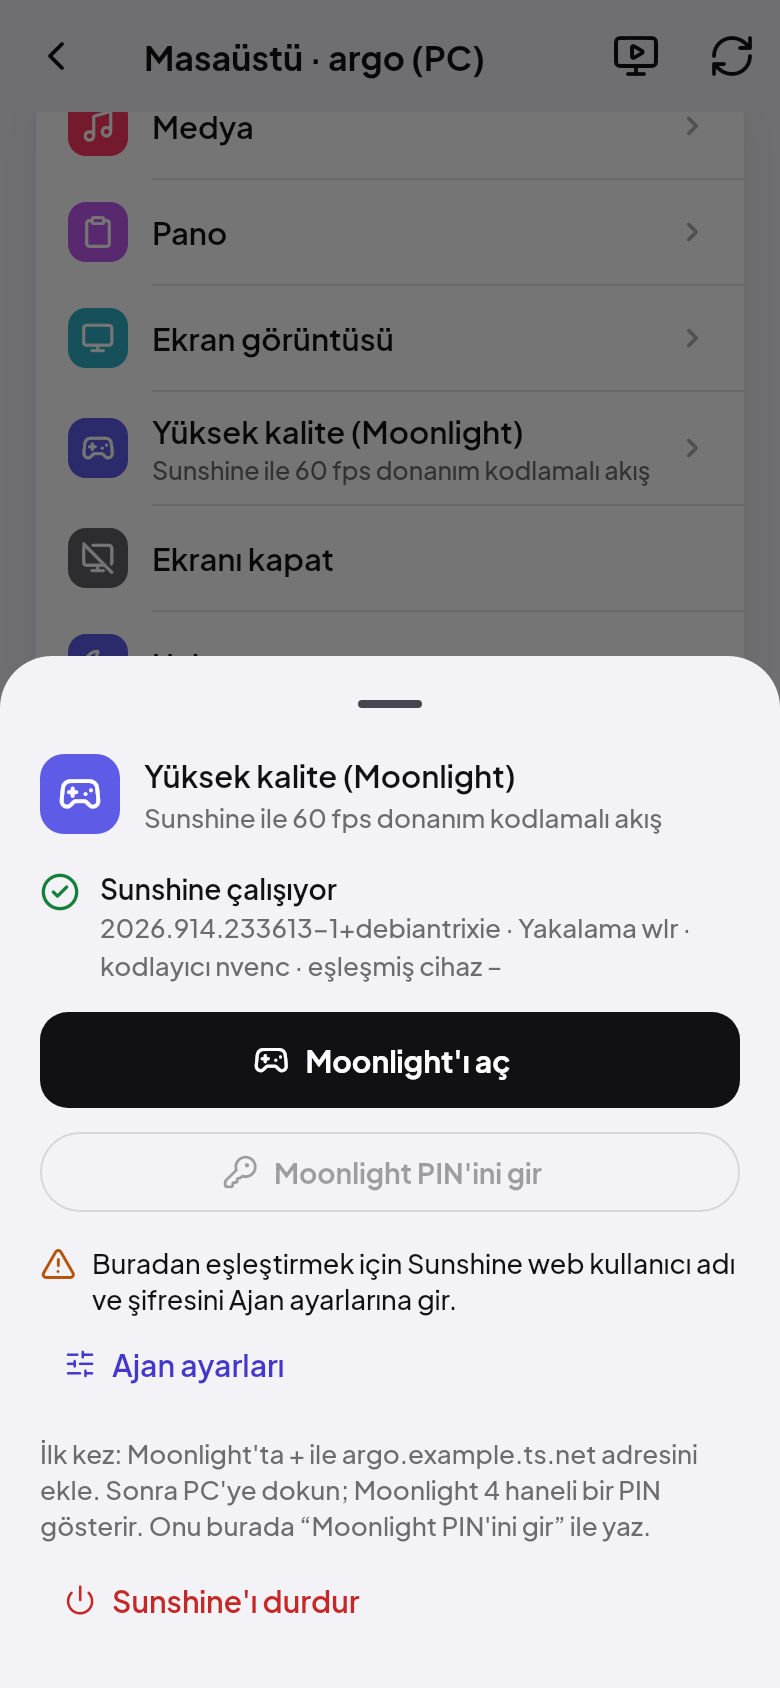 Masaüstü · argo (PC)
Medya
Pano
Ekran görüntüsü
Yüksek kalite (Moonlight)
Sunshine ile 60 fps donanım kodlamalı akış
Ekranı kapat
Yüksek kalite (Moonlight)
Sunshine ile 60 fps donanım kodlamalı akış
Sunshine çalışıyor
2026.914.233613-1+debiantrixie · Yakalama wlr ·
kodlayıcı nvenc · eşleşmiş cihaz –
Moonlight'ı aç
Moonlight PIN'ini gir
Buradan eşleştirmek için Sunshine web kullanıcı adı
ve şifresini Ajan ayarlarına gir.
Ajan ayarları
İlk kez: Moonlight'ta + ile argo.example.ts.net adresini
ekle. Sonra PC'ye dokun; Moonlight 4 haneli bir PIN
gösterir. Onu burada “Moonlight PIN'ini gir” ile yaz.
Sunshine'ı durdur